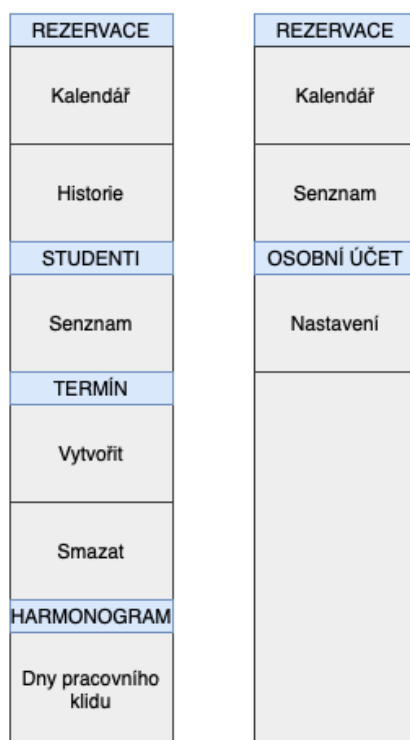 REZERVACE
Kalendář
Historie
STUDENTI
Senznam
TERMÍN
Vytvořit
Smazat
HARMONOGRAM
Dny pracovního
klidu
REZERVACE
Kalendář
Senznam
OSOBNÍ ÚČET
Nastavení